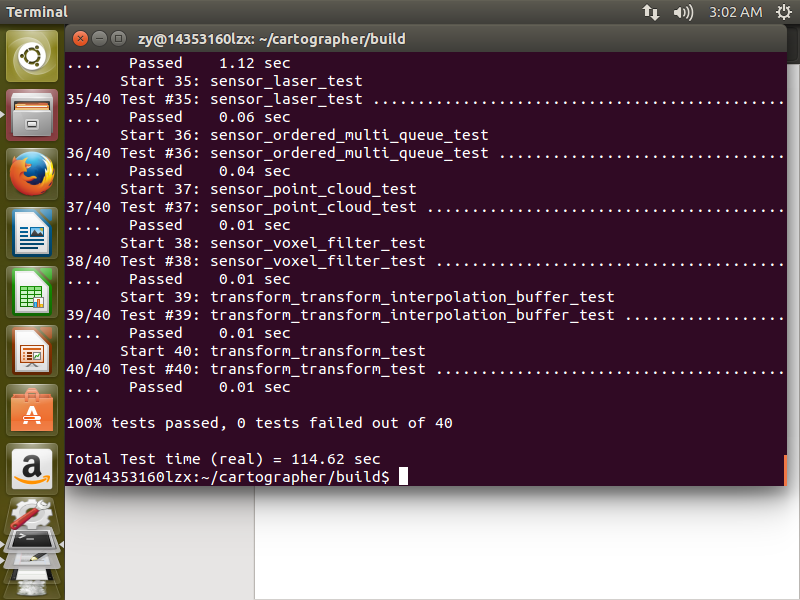 Terminal
3:02 AM
zy@14353160lzx: ~/cartographer/build
....   Passed    1.12 sec
      Start 35: sensor_laser_test
35/40 Test #35: sensor_laser_test ..............................................
....   Passed    0.06 sec
      Start 36: sensor_ordered_multi_queue_test
36/40 Test #36: sensor_ordered_multi_queue_test ................................
....   Passed    0.04 sec
      Start 37: sensor_point_cloud_test
37/40 Test #37: sensor_point_cloud_test ........................................
....   Passed    0.01 sec
      Start 38: sensor_voxel_filter_test
38/40 Test #38: sensor_voxel_filter_test .......................................
....   Passed    0.01 sec
      Start 39: transform_transform_interpolation_buffer_test
39/40 Test #39: transform_transform_interpolation_buffer_test ..................
....   Passed    0.01 sec
      Start 40: transform_transform_test
40/40 Test #40: transform_transform_test .......................................
....   Passed    0.01 sec
100% tests passed, 0 tests failed out of 40
Total Test time (real) = 114.62 sec
zy@14353160lzx:~/cartographer/build$